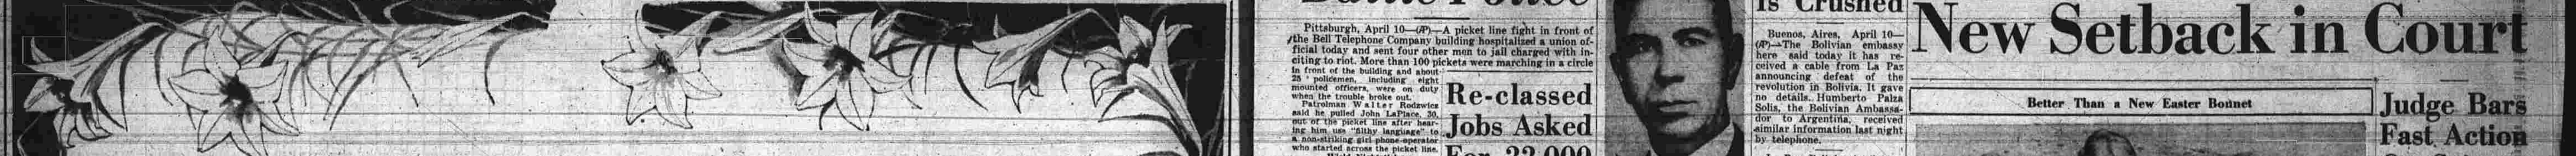 Battle Police
Pittsburgh, April 10—(AP)—A picket line fight in front of
the Bell Telephone Company building hospitalized a union of-
ficial today and sent four other men to jail charged with in-
citing to riot. More than 100 pickets were marching in a circle
in front of the building and about
25 policemen, including eight
mounted officers, were on duty
when the trouble broke out.
Patrolman Walter Rodzwics
said he pulled John LaPlace, 30,
out of the picket line after hear-
ing him use "filthy language" to
a non-striking girl phone operator
who started across the picket line.
Re-classed
Jobs Asked
For 22,000
Is Crushed
Buenos, Aires, April 10—
(AP)—The Bolivian embassy
here said today it has re-
ceived a cable from La Paz
announcing defeat of the
revolution in Bolivia. It gave
no details. Humberto Palza
Solis, the Bolivian Ambassa-
dor to Argentina, received
similar information last night
by telephone.
New Setback in Court
Better Than a New Easter Bonnet
Judge Bars
Fast Action